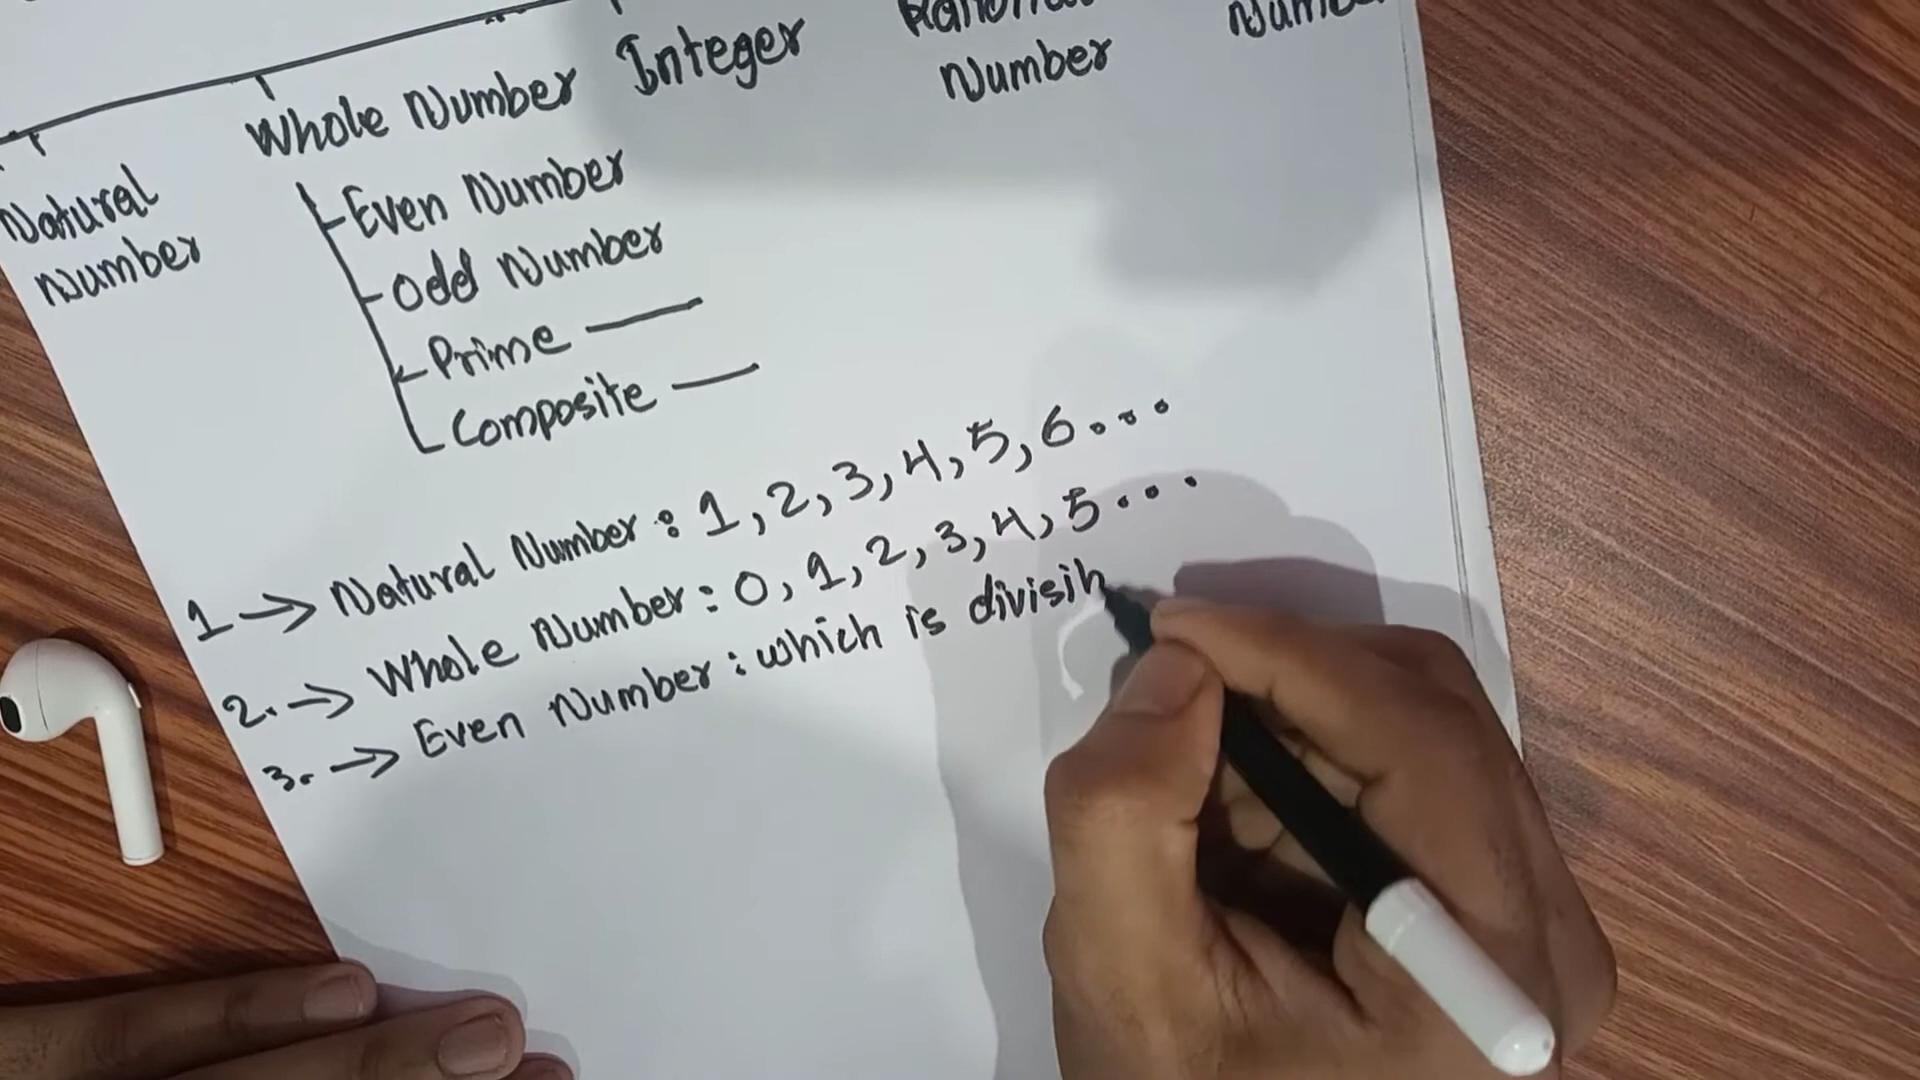 Natural
Number
Whole Number
Integer
Number
Even Number
Odd Number
Prime
Composite
1 → Natural Number : 1, 2, 3, 4, 5, 6...
2. → Whole Number : 0, 1, 2, 3, 4, 5...
3. → Even Number : which is divisib